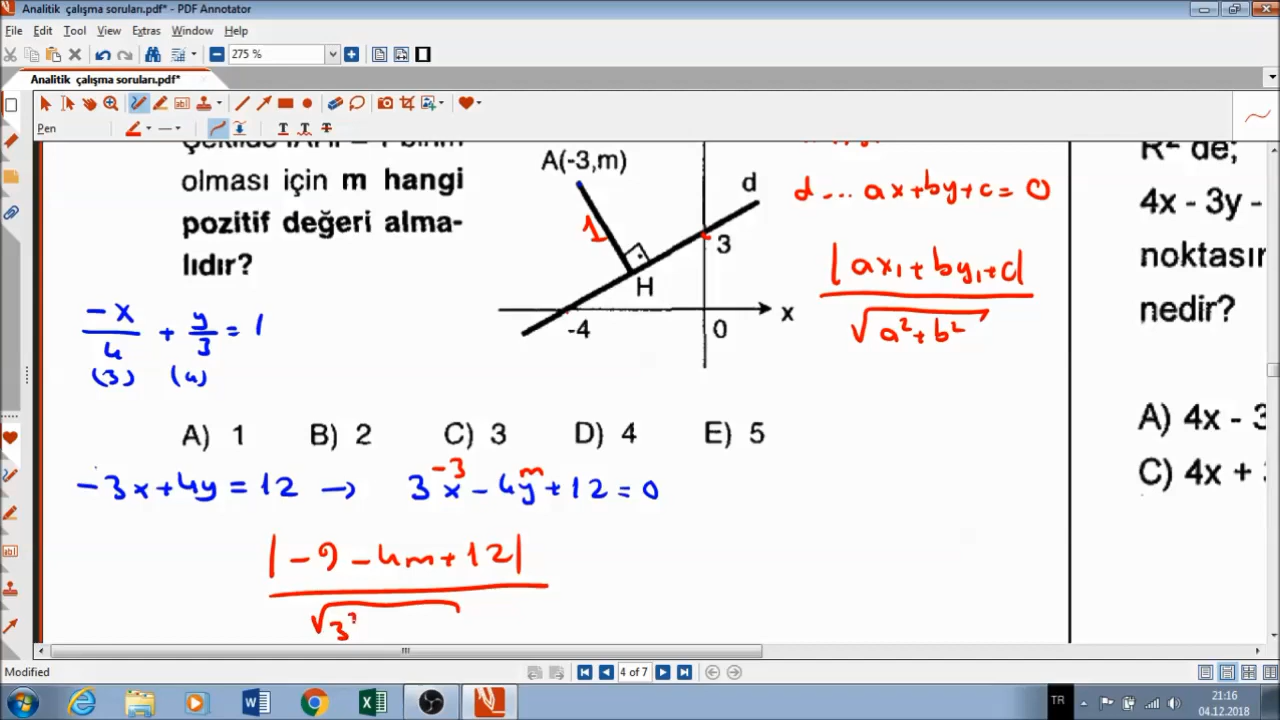 Analitik çalışma soruları.pdf* - PDF Annotator
File Edit Tool View Extras Window Help
275 %
Analitik çalışma soruları.pdf*
Pen
olması için m hangi
pozitif değeri alma-
lıdır?
A(-3,m)
1
d
3
H
-4
0
x
d ... ax+by+c=0
|ax₁+by₁+c|
√a²+b²
-x/4 + y/3 = 1
(3) (4)
A) 1 B) 2 C) 3 D) 4 E) 5
-3x+4y=12 → 3x-4y+12=0
-3 m
|-9-4m+12|
√3²
R² de;
4x - 3y -
nedir?
A) 4x - 3
C) 4x +
4 of 7
Modified
TR
21:16
04.12.2018